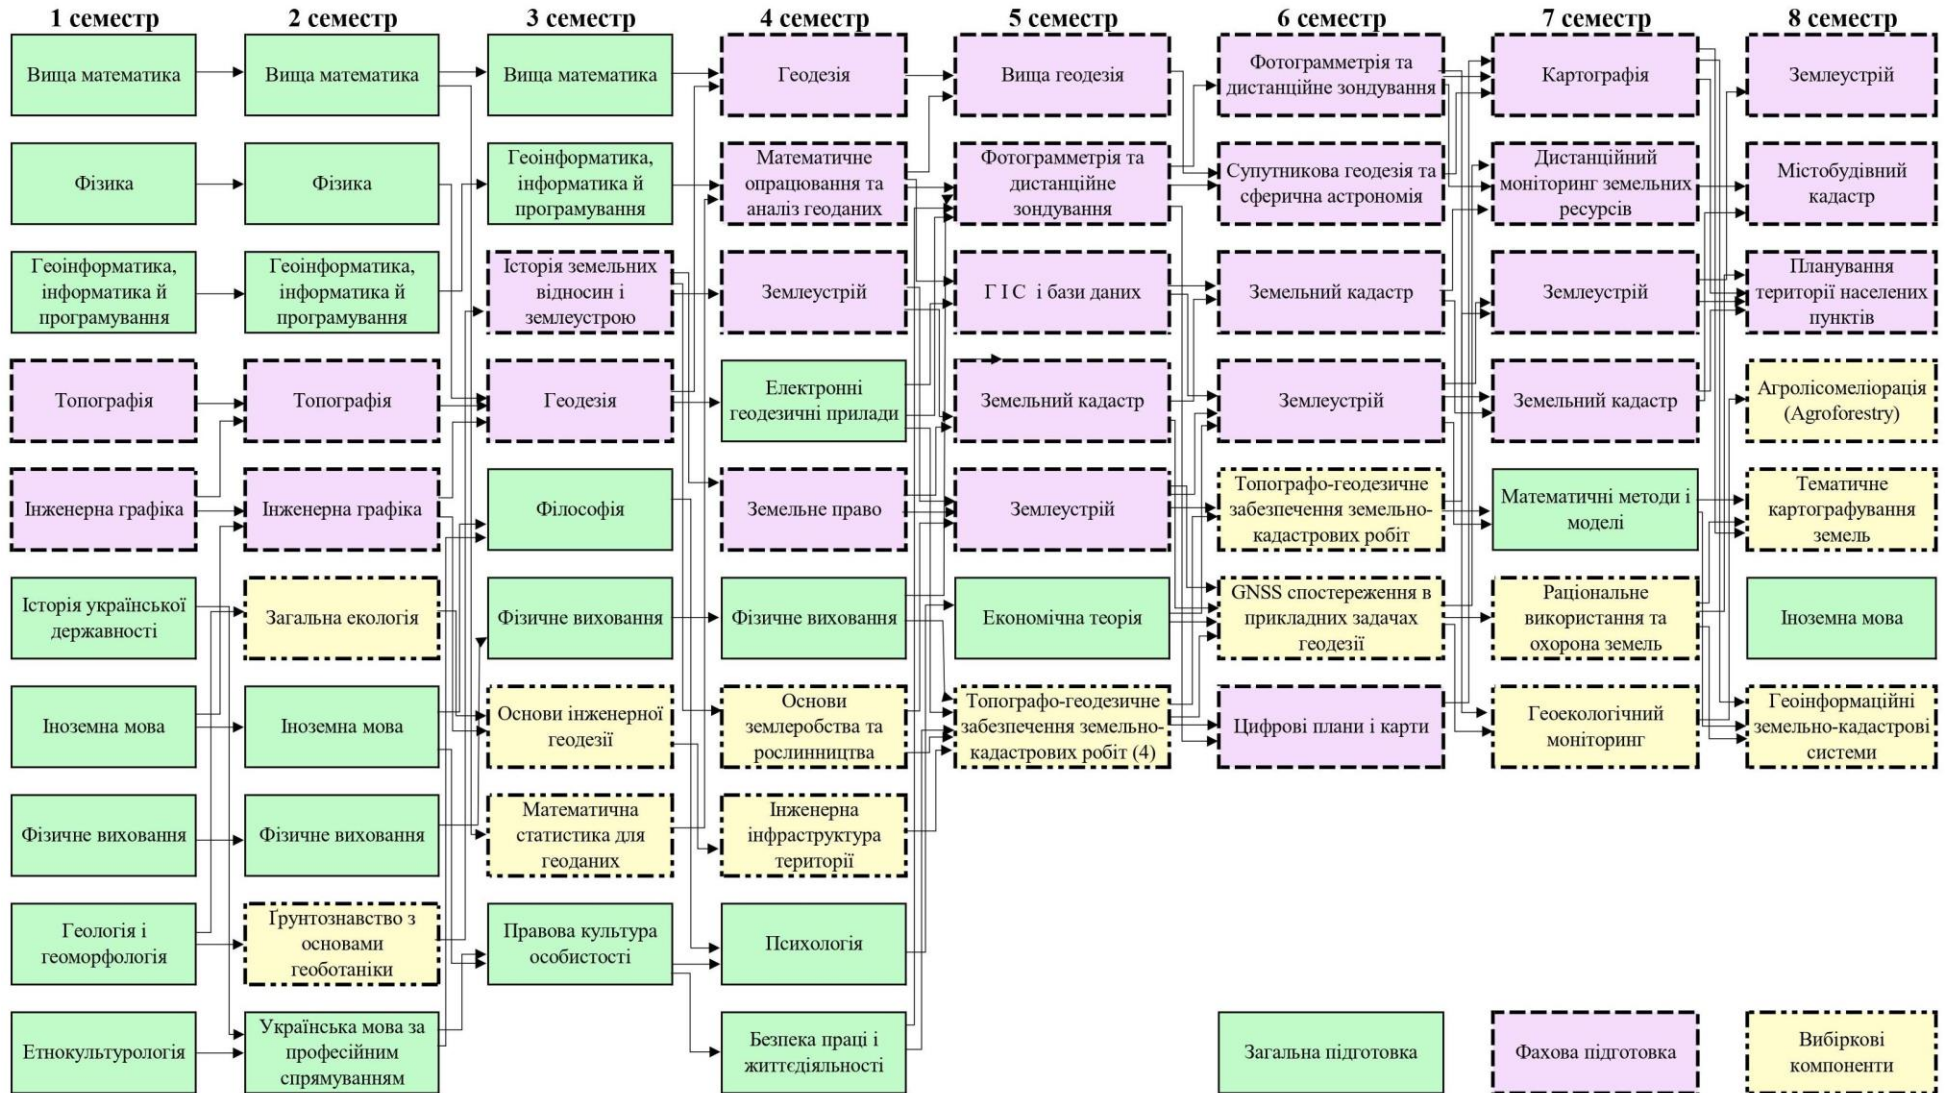 1 семестр
Вища математика
Фізика
Геоінформатика,
інформатика й
програмування
Топографія
Інженерна графіка
Історія української
державності
Іноземна мова
Фізичне виховання
Геологія і
геоморфологія
Етнокультурологія
2 семестр
Вища математика
Фізика
Геоінформатика,
інформатика й
програмування
Топографія
Інженерна графіка
Загальна екологія
Іноземна мова
Фізичне виховання
Ґрунтознавство з
основами
геоботаніки
Українська мова за
професійним
спрямуванням
3 семестр
Вища математика
Геоінформатика,
інформатика й
програмування
Історія земельних
відносин і
землеустрою
Геодезія
Філософія
Фізичне виховання
Основи інженерної
геодезії
Математична
статистика для
геоданих
Правова культура
особистості
4 семестр
Геодезія
Математичне
опрацювання та
аналіз геоданих
Землеустрій
Електронні
геодезичні прилади
Земельне право
Фізичне виховання
Основи
землеробства та
рослинництва
Інженерна
інфраструктура
території
Психологія
Безпека праці і
життєдіяльності
5 семестр
Вища геодезія
Фотограмметрія та
дистанційне
зондування
Г І С і бази даних
Земельний кадастр
Землеустрій
Економічна теорія
Топографо-геодезичне
забезпечення земельно-
кадастрових робіт (4)
6 семестр
Фотограмметрія та
дистанційне зондування
Супутникова геодезія та
сферична астрономія
Земельний кадастр
Землеустрій
Топографо-геодезичне
забезпечення земельно-
кадастрових робіт
GNSS спостереження в
прикладних задачах
геодезії
Цифрові плани і карти
7 семестр
Картографія
Дистанційний
моніторинг земельних
ресурсів
Землеустрій
Земельний кадастр
Математичні методи і
моделі
Раціональне
використання та
охорона земель
Геоекологічний
моніторинг
8 семестр
Землеустрій
Містобудівний
кадастр
Планування
території населених
пунктів
Агролісомеліорація
(Agroforestry)
Тематичне
картографування
земель
Іноземна мова
Геоінформаційні
земельно-кадастрові
системи
Загальна підготовка
Фахова підготовка
Вибіркові
компоненти